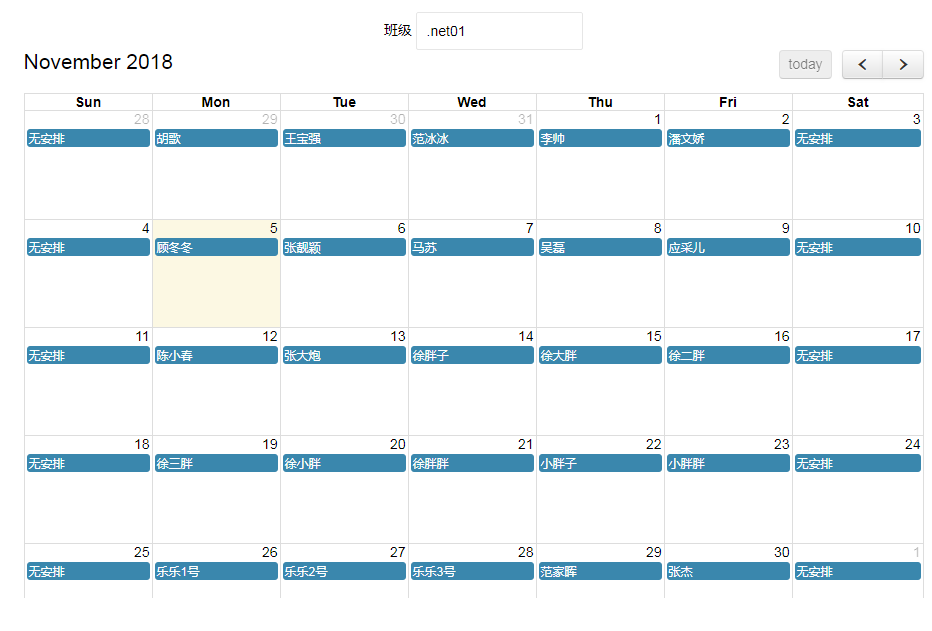 班级 .net01
November 2018 today
Sun Mon Tue Wed Thu Fri Sat
28 29 30 31 1 2 3
无安排 胡歌 王宝强 范冰冰 李帅 潘文娇 无安排
4 5 6 7 8 9 10
无安排 顾冬冬 张靓颖 马苏 吴磊 应采儿 无安排
11 12 13 14 15 16 17
无安排 陈小春 张大炮 徐胖子 徐大胖 徐二胖 无安排
18 19 20 21 22 23 24
无安排 徐三胖 徐小胖 徐胖胖 小胖子 小胖胖 无安排
25 26 27 28 29 30 1
无安排 乐乐1号 乐乐2号 乐乐3号 范家晖 张杰 无安排